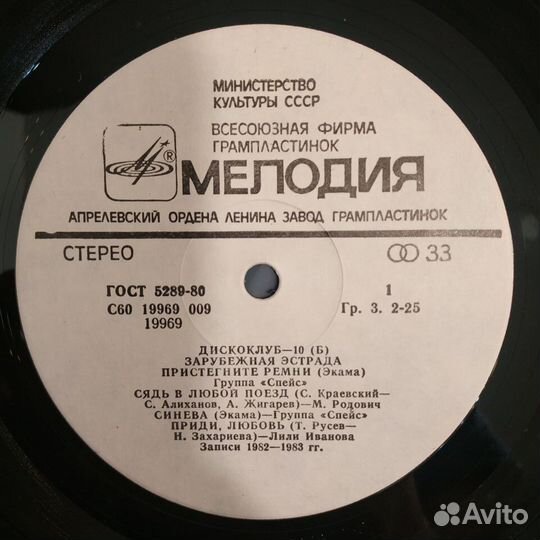 МИНИСТЕРСТВО
КУЛЬТУРЫ СССР
ВСЕСОЮЗНАЯ ФИРМА
ГРАМПЛАСТИНОК
®
МЕЛОДИЯ
АПРЕЛЕВСКИЙ ОРДЕНА ЛЕНИНА ЗАВОД ГРАМПЛАСТИНОК
СТЕРЕО 33
ГОСТ 5289-80 1
С60 19969 009 Гр. 3. 2-25
19969
ДИСКОКЛУБ—10 (Б)
ЗАРУБЕЖНАЯ ЭСТРАДА
ПРИСТЕГНИТЕ РЕМНИ (Экама)
Группа «Спейс»
СЯДЬ В ЛЮБОЙ ПОЕЗД (С. Краевский—
С. Алиханов, А. Жигарев)—М. Родович
СИНЕВА (Экама)—Группа «Спейс»
ПРИДИ, ЛЮБОВЬ (Т. Русев—
Н. Захариева)—Лили Иванова
Записи 1982—1983 гг.
Avito